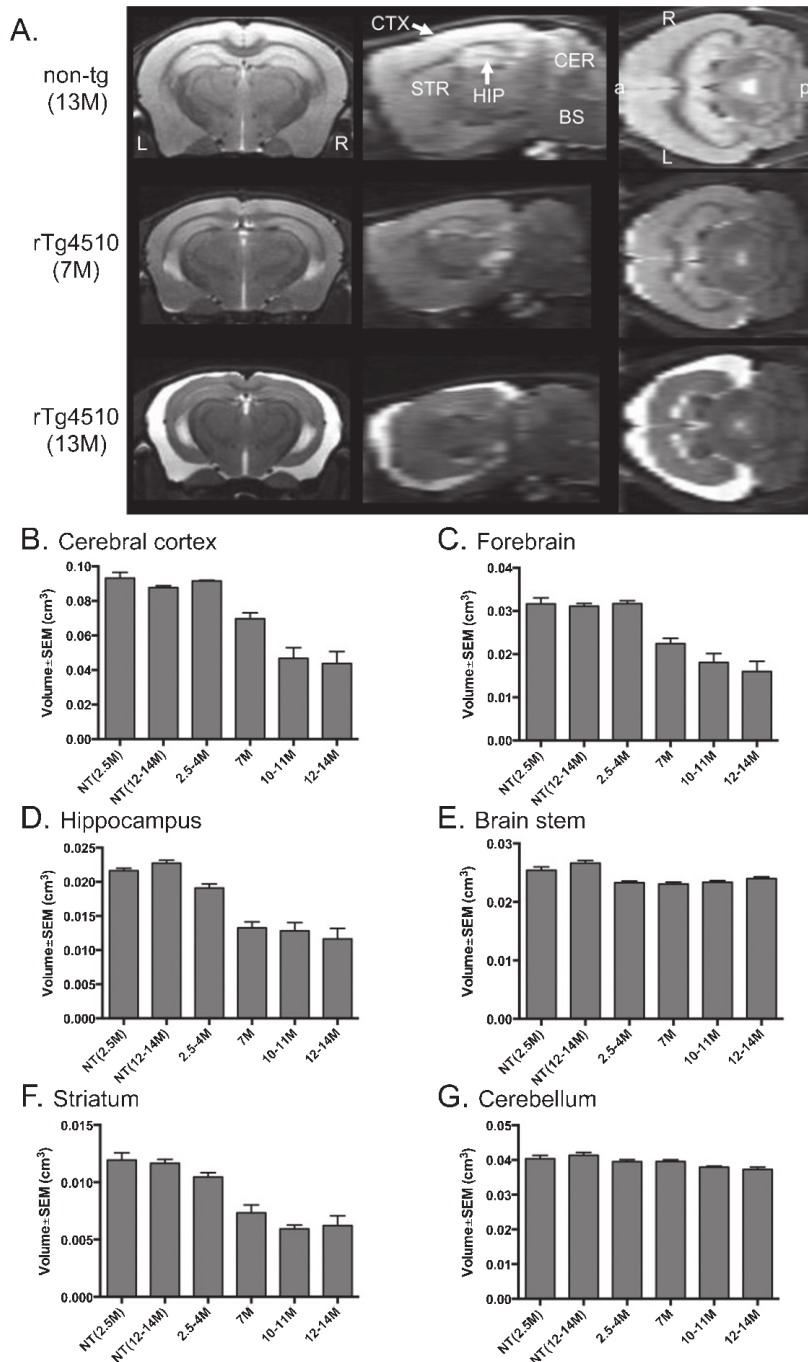 A.
non-tg
(13M)
L
R
CTX
STR
HIP
CER
BS
R
a
p
L
rTg4510
(7M)
rTg4510
(13M)
B. Cerebral cortex
Volume±SEM (cm³)
0.10
0.08
0.06
0.04
0.02
0.00
NT(2.5M)
NT(12-14M)
2.5-4M
7M
10-11M
12-14M
C. Forebrain
Volume±SEM (cm³)
0.04
0.03
0.02
0.01
0.00
NT(2.5M)
NT(12-14M)
2.5-4M
7M
10-11M
12-14M
D. Hippocampus
Volume±SEM (cm³)
0.025
0.020
0.015
0.010
0.005
0.000
NT(2.5M)
NT(12-14M)
2.5-4M
7M
10-11M
12-14M
E. Brain stem
Volume±SEM (cm³)
0.03
0.02
0.01
0.00
NT(2.5M)
NT(12-14M)
2.5-4M
7M
10-11M
12-14M
F. Striatum
Volume±SEM (cm³)
0.015
0.010
0.005
0.000
NT(2.5M)
NT(12-14M)
2.5-4M
7M
10-11M
12-14M
G. Cerebellum
Volume±SEM (cm³)
0.05
0.04
0.03
0.02
0.01
0.00
NT(2.5M)
NT(12-14M)
2.5-4M
7M
10-11M
12-14M